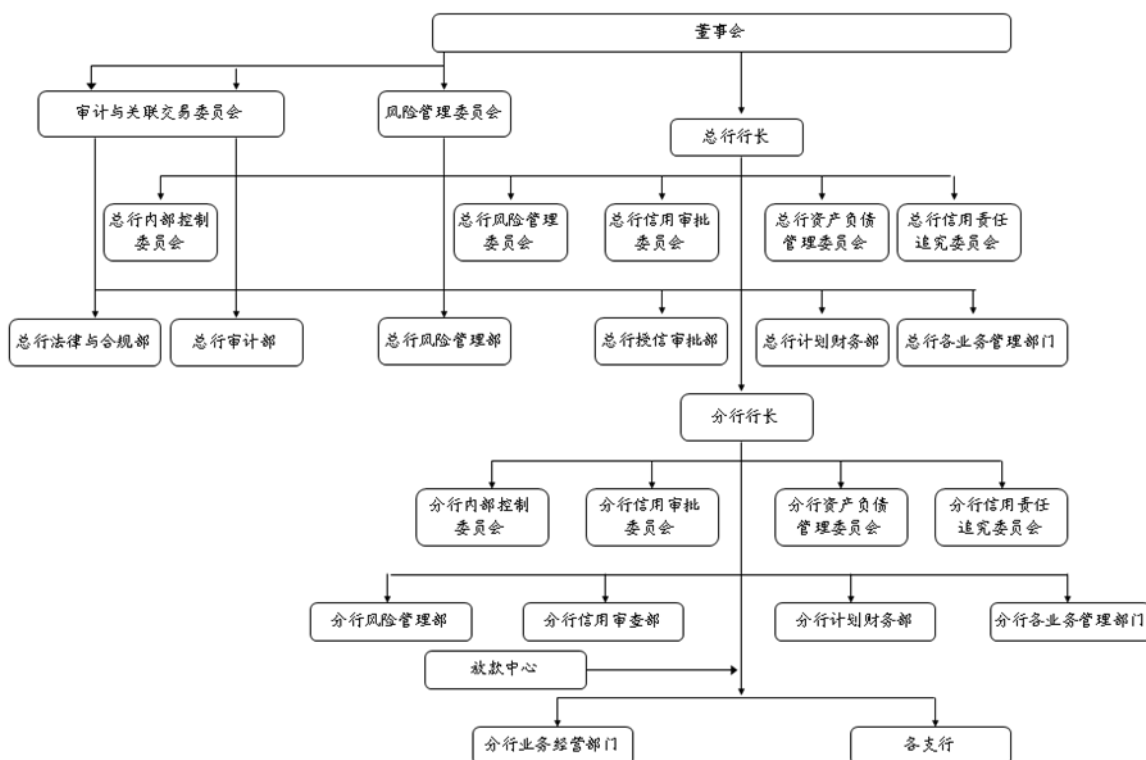 董事会
审计与关联交易委员会
风险管理委员会
总行行长
总行内部控制
委员会
总行风险管理
委员会
总行信用审批
委员会
总行资产负债
管理委员会
总行信用责任
追究委员会
总行法律与合规部
总行审计部
总行风险管理部
总行授信审批部
总行计划财务部
总行各业务管理部门
分行行长
分行内部控制
委员会
分行信用审批
委员会
分行资产负债
管理委员会
分行信用责任
追究委员会
分行风险管理部
分行信用审查部
分行计划财务部
分行各业务管理部门
放款中心
分行业务经营部门
各支行